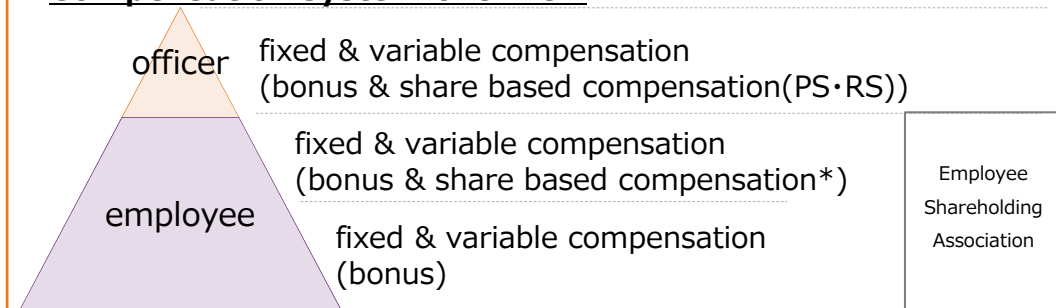 officer
fixed & variable compensation
(bonus & share based compensation(PS・RS))
fixed & variable compensation
(bonus & share based compensation*)
employee
fixed & variable compensation
(bonus)
Employee
Shareholding
Association